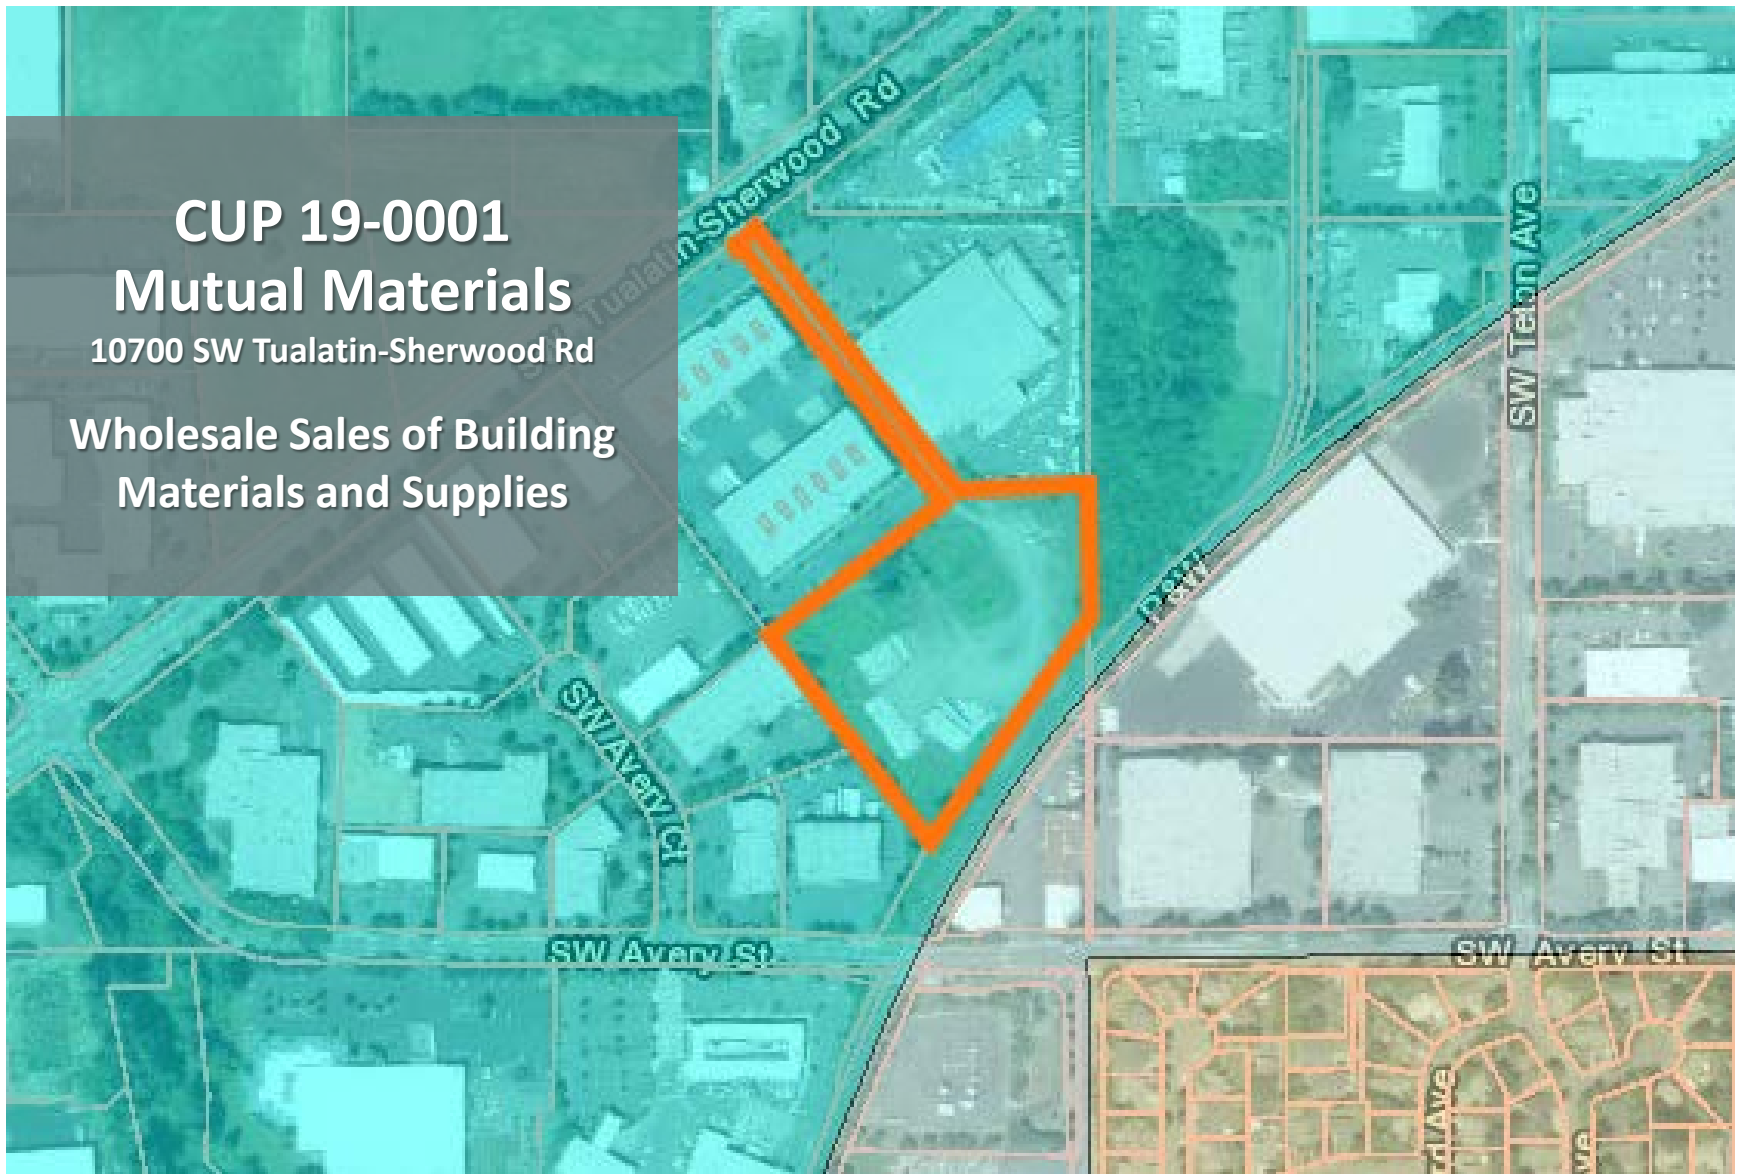 CUP 19-0001
Mutual Materials
10700 SW Tualatin-Sherwood Rd
Wholesale Sales of Building
Materials and Supplies
SW Tualatin-Sherwood Rd
SW Teton Ave
SW Avery Ct
SW Avery St
SW Avery St
Ave